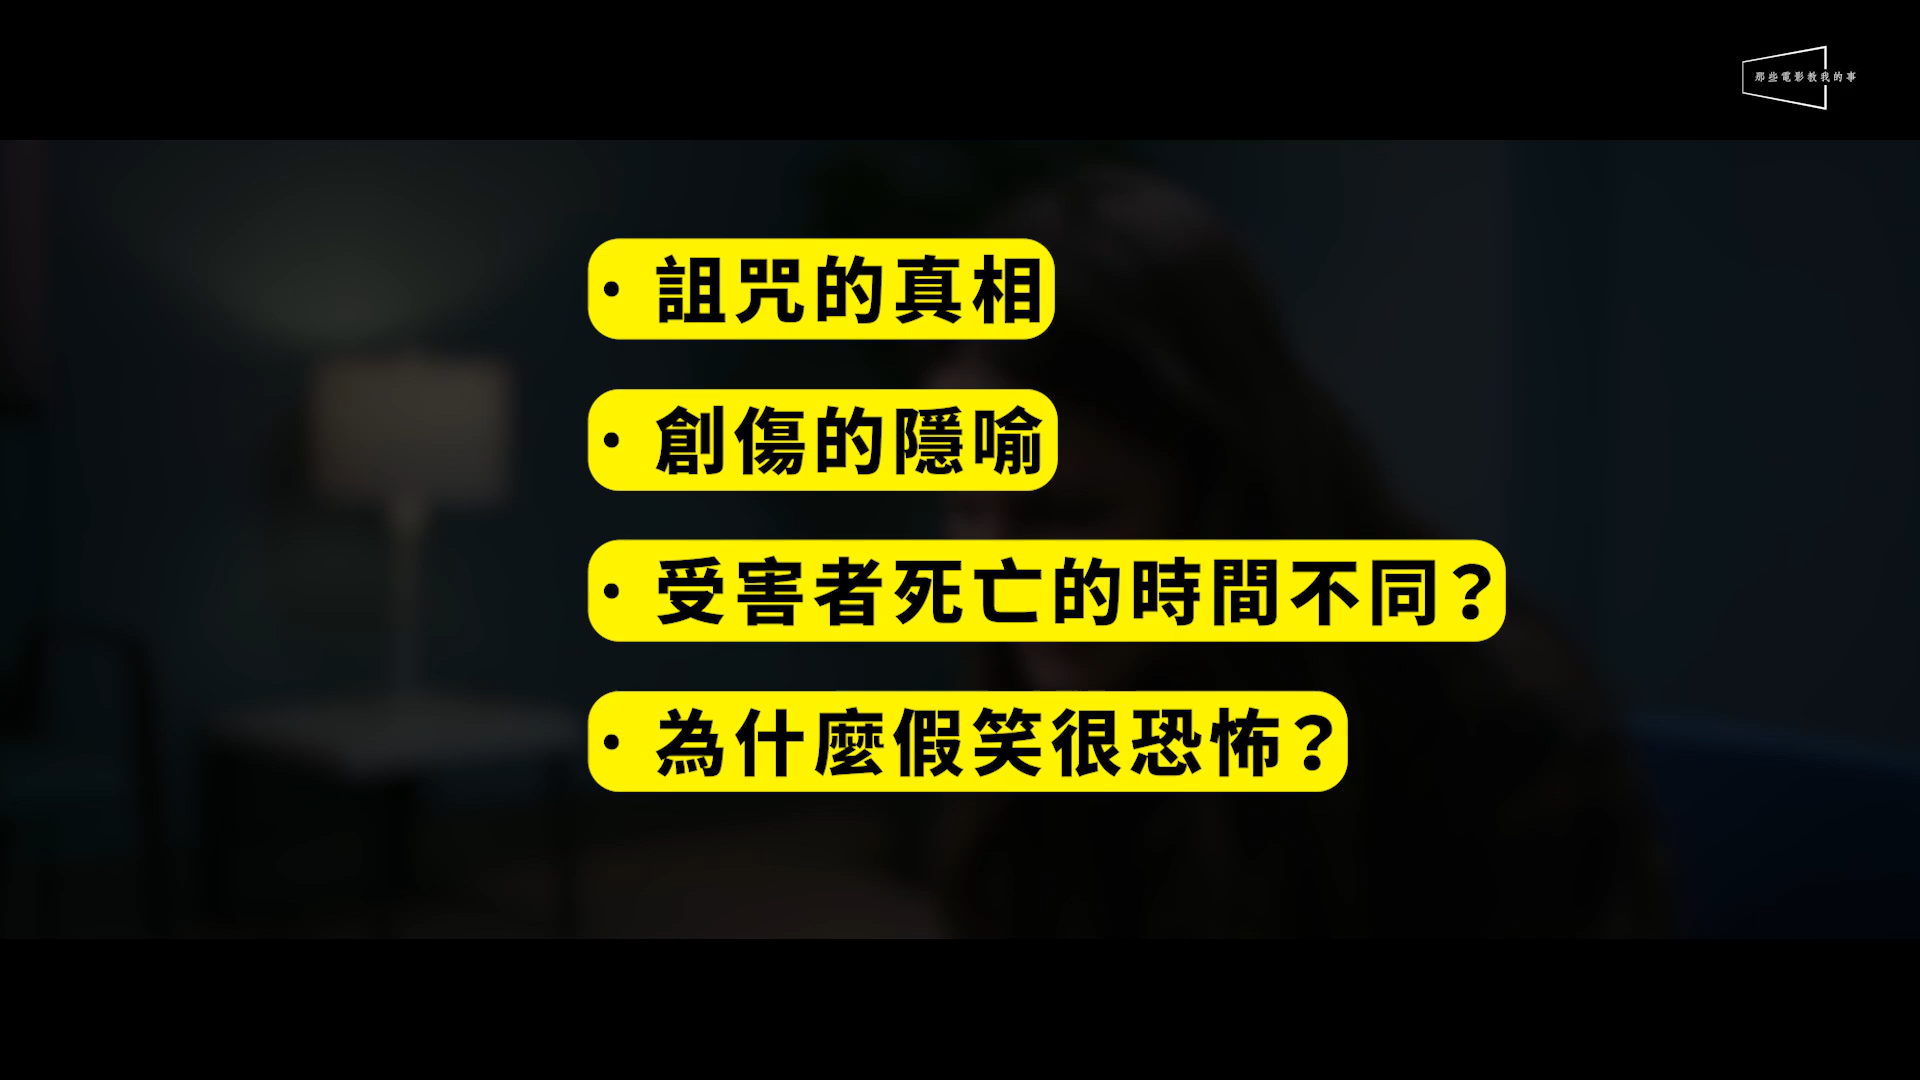 那些電影教我的事
· 詛咒的真相
· 創傷的隱喻
· 受害者死亡的時間不同？
· 為什麼假笑很恐怖？